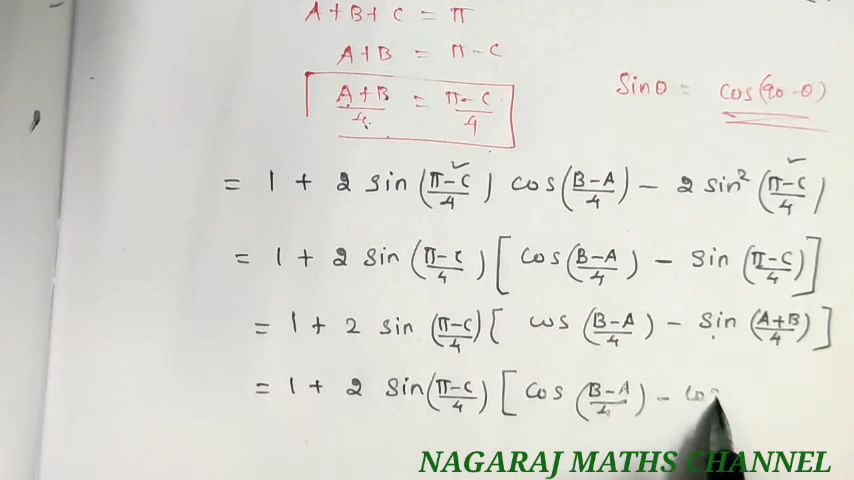 A + B + C = π
A + B = π - C
(A + B)/4 = (π - C)/4
Sin θ = cos(90 - θ)
= 1 + 2 sin((π - C)/4) cos((B - A)/4) - 2 sin²((π - C)/4)
= 1 + 2 sin((π - C)/4) [cos((B - A)/4) - sin((π - C)/4)]
= 1 + 2 sin((π - C)/4) [cos((B - A)/4) - sin((A + B)/4)]
= 1 + 2 sin((π - C)/4) [cos((B - A)/4) - co
NAGARAJ MATHS CHANNEL